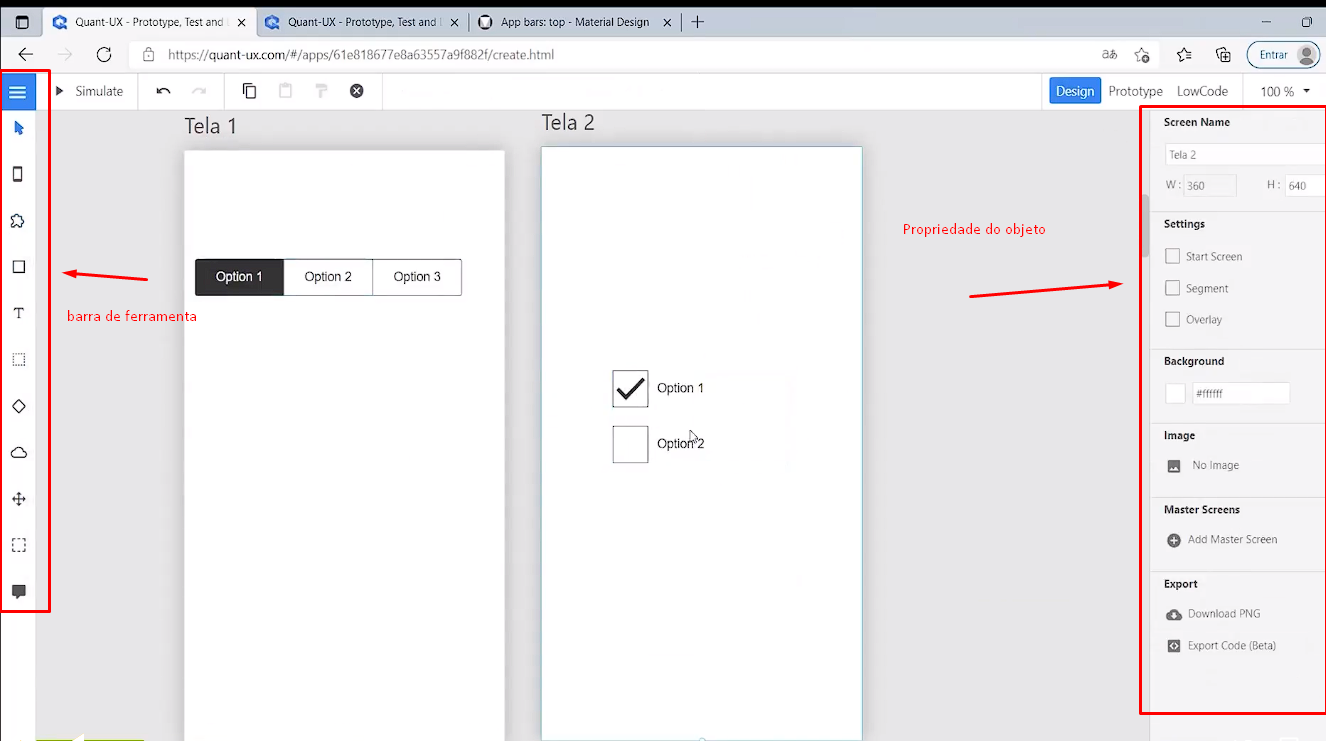 Quant-UX - Prototype, Test and
Quant-UX - Prototype, Test and
App bars: top - Material Design
https://quant-ux.com/#/apps/61e818677e8a63557a9f882f/create.html
Entrar
Simulate
Design
Prototype
LowCode
100 %
Tela 1
Tela 2
Option 1
Option 2
Option 3
barra de ferramenta
Option 1
Option 2
Propriedade do objeto
Screen Name
Tela 2
W : 360
H : 640
Settings
Start Screen
Segment
Overlay
Background
#ffffff
Image
No Image
Master Screens
Add Master Screen
Export
Download PNG
Export Code (Beta)